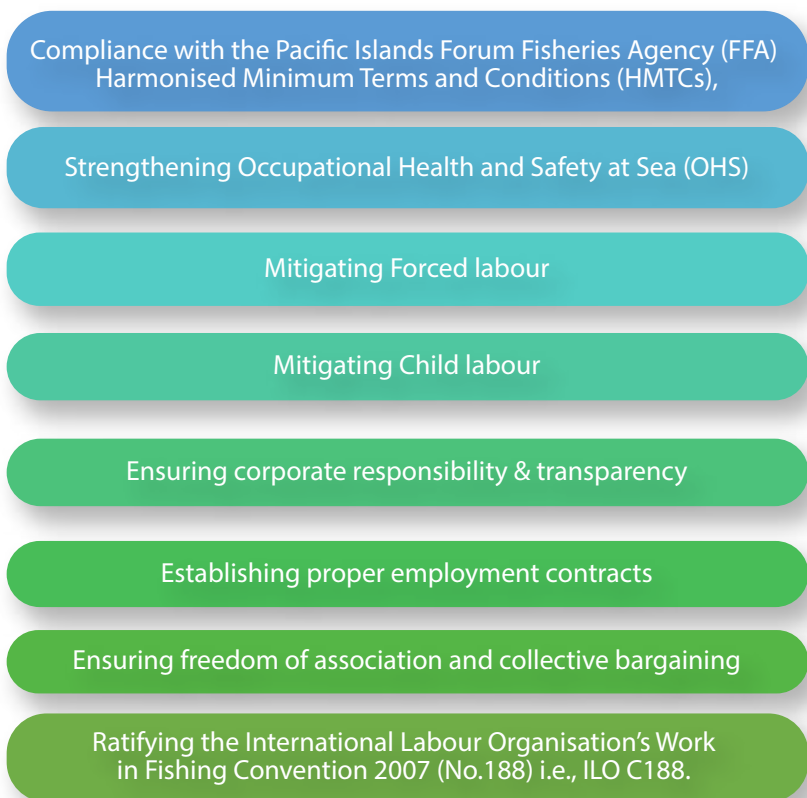 Compliance with the Pacific Islands Forum Fisheries Agency (FFA)
Harmonised Minimum Terms and Conditions (HMTCs),
Strengthening Occupational Health and Safety at Sea (OHS)
Mitigating Forced labour
Mitigating Child labour
Ensuring corporate responsibility & transparency
Establishing proper employment contracts
Ensuring freedom of association and collective bargaining
Ratifying the International Labour Organisation’s Work
in Fishing Convention 2007 (No.188) i.e., ILO C188.